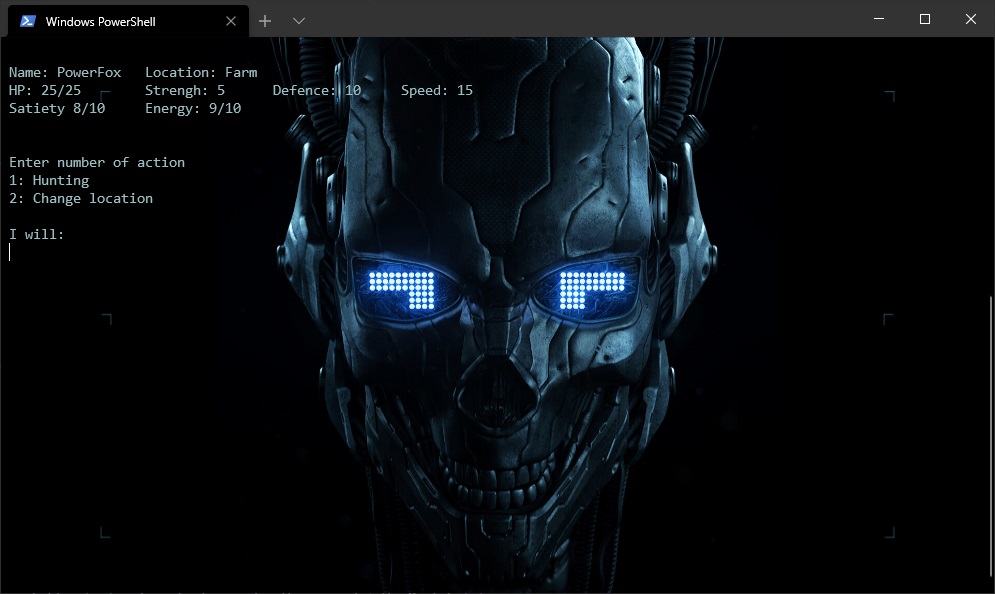 Windows PowerShell
Name: PowerFox Location: Farm
HP: 25/25 Strengh: 5 Defence: 10 Speed: 15
Satiety 8/10 Energy: 9/10
Enter number of action
1: Hunting
2: Change location
I will: